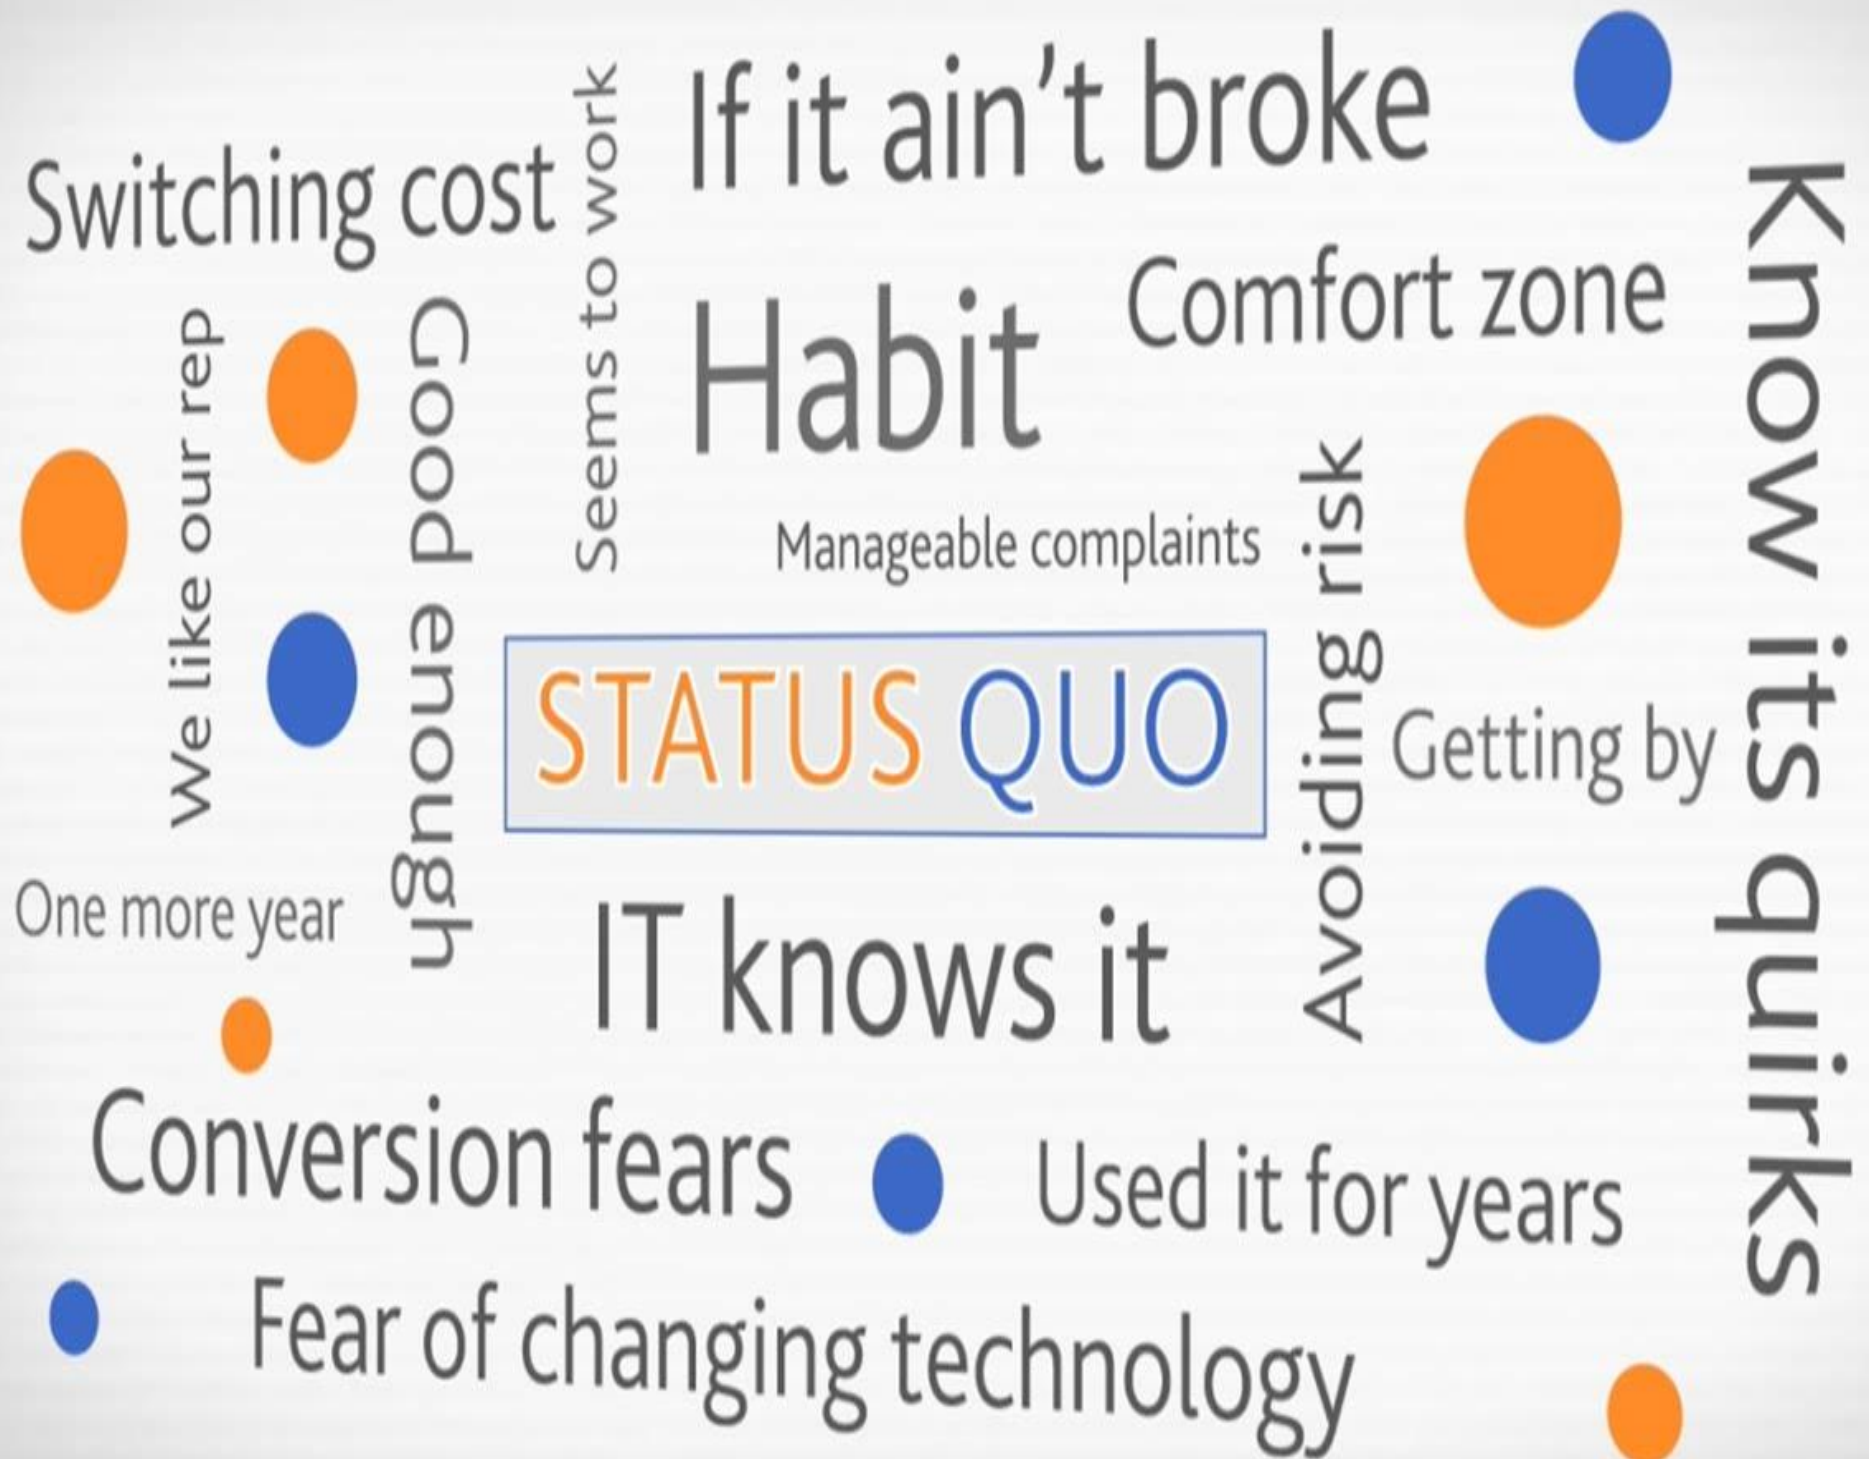 If it ain't broke
Switching cost
Seems to work
Know its quirks
Comfort zone
Habit
We like our rep
Good enough
Manageable complaints
Avoiding risk
STATUS QUO
Getting by
One more year
IT knows it
Conversion fears
Used it for years
Fear of changing technology